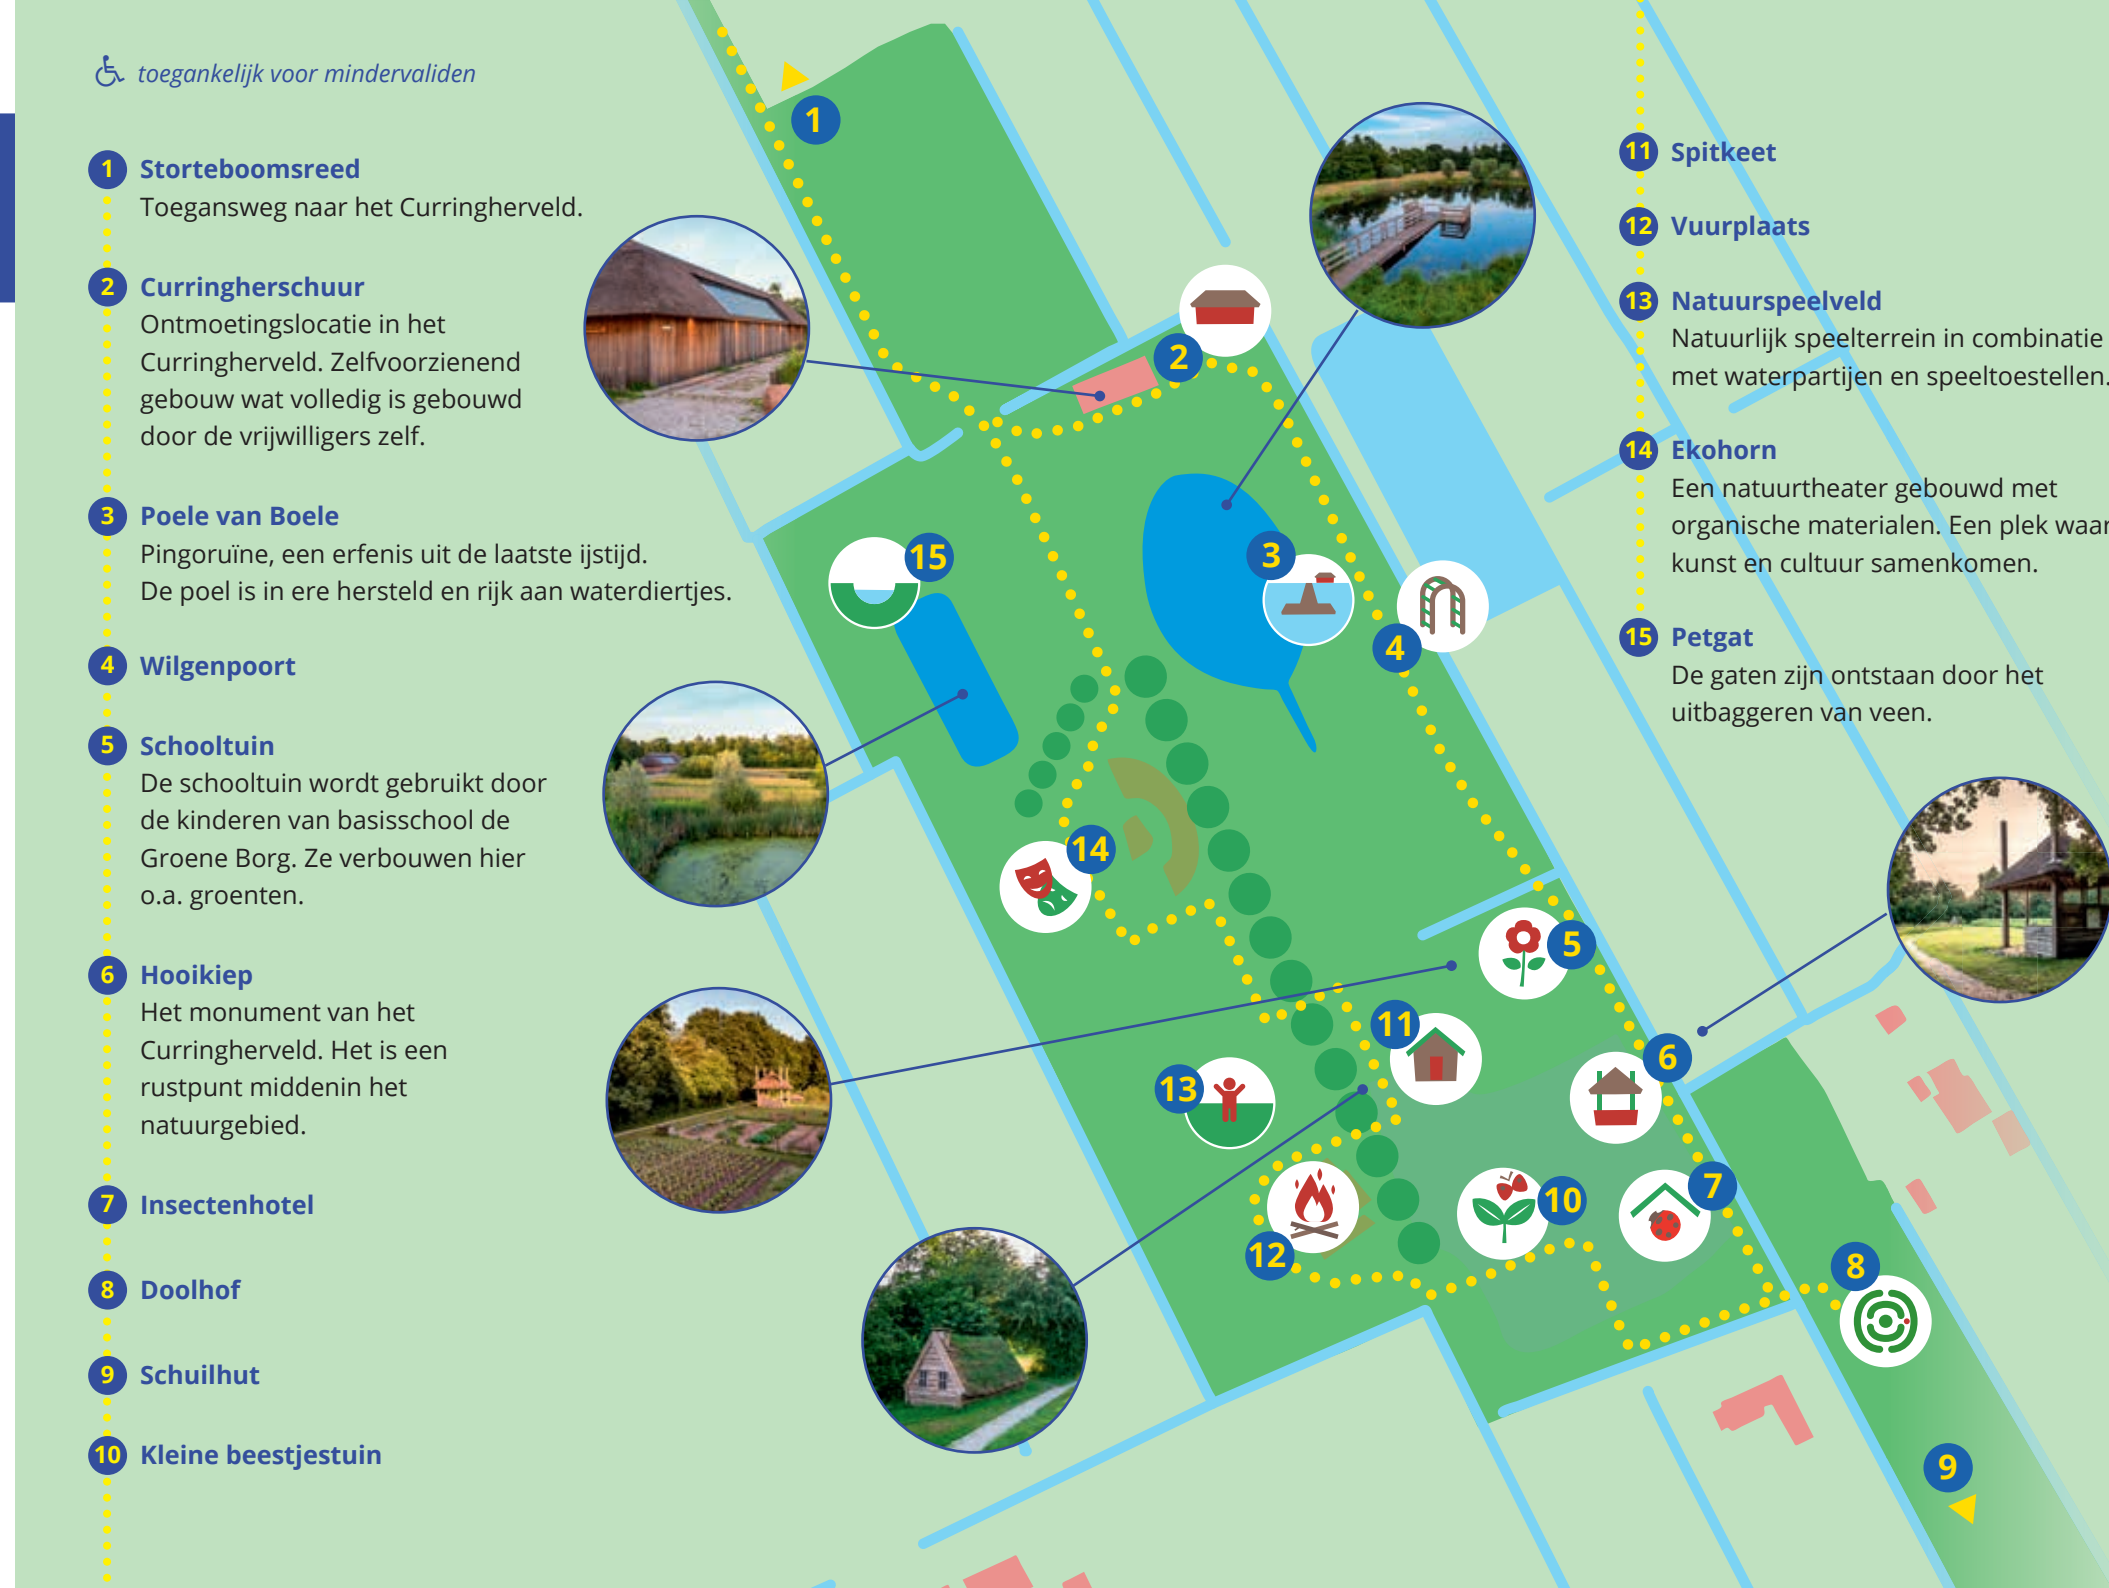 toegankelijk voor mindervaliden
1 Storteboomsreed
Toegansweg naar het Curringherveld.
2 Curringherschuur
Ontmoetingslocatie in het
Curringherveld. Zelfvoorzienend
gebouw wat volledig is gebouwd
door de vrijwilligers zelf.
3 Poele van Boele
Pingoruïne, een erfenis uit de laatste ijstijd.
De poel is in ere hersteld en rijk aan waterdiertjes.
4 Wilgenpoort
5 Schooltuin
De schooltuin wordt gebruikt door
de kinderen van basisschool de
Groene Borg. Ze verbouwen hier
o.a. groenten.
6 Hooikiep
Het monument van het
Curringherveld. Het is een
rustpunt middenin het
natuurgebied.
7 Insectenhotel
8 Doolhof
9 Schuilhut
10 Kleine beestjestuin
1
2
3
15
4
14
5
11
6
13
7
10
12
8
9
11 Spitkeet
12 Vuurplaats
13 Natuurspeelveld
Natuurlijk speelterrein in combinatie
met waterpartijen en speeltoestellen.
14 Ekohorn
Een natuurtheater gebouwd met
organische materialen. Een plek waar
kunst en cultuur samenkomen.
15 Petgat
De gaten zijn ontstaan door het
uitbaggeren van veen.